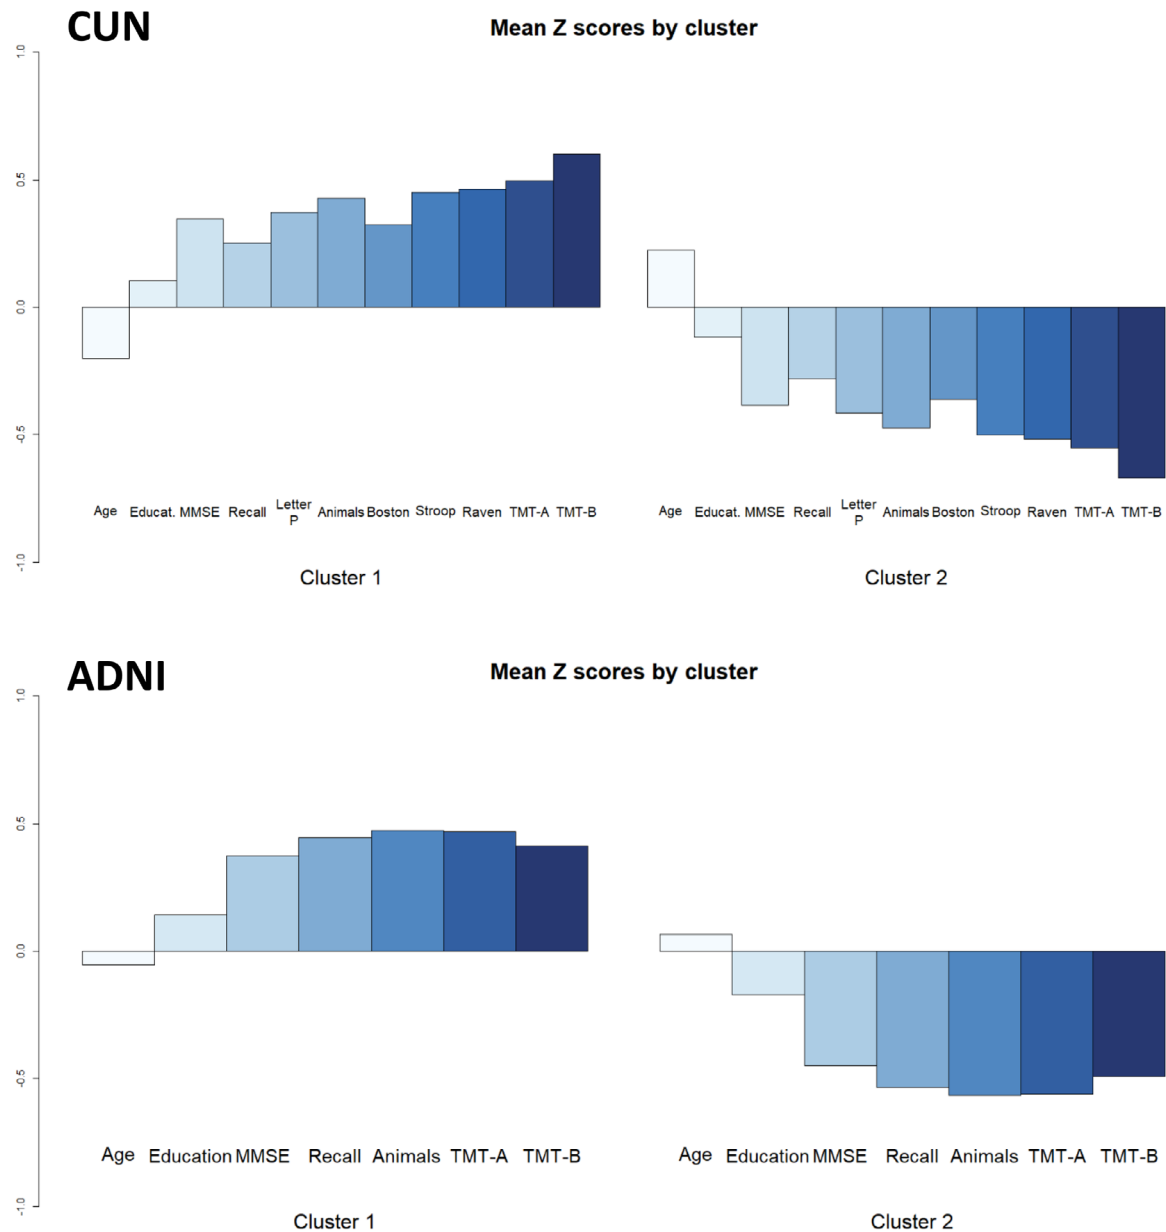 CUN
Mean Z scores by cluster
1.0
0.5
0.0
-0.5
-1.0
Age Educat. MMSE Recall Letter P Animals Boston Stroop Raven TMT-A TMT-B
Age Educat. MMSE Recall Letter P Animals Boston Stroop Raven TMT-A TMT-B
Cluster 1
Cluster 2
ADNI
Mean Z scores by cluster
1.0
0.5
0.0
-0.5
-1.0
Age Education MMSE Recall Animals TMT-A TMT-B
Age Education MMSE Recall Animals TMT-A TMT-B
Cluster 1
Cluster 2